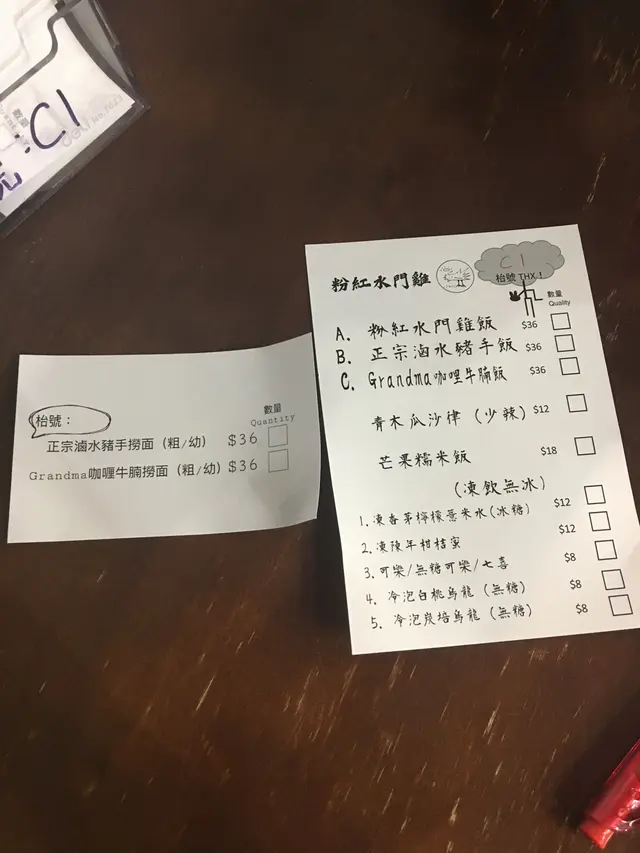 :C1
數量
粉紅水門雞
C1
枱號 THX!
數量
Quality
A. 粉紅水門雞飯 $36
B. 正宗滷水豬手飯 $36
C. Grandma咖哩牛腩飯 $36
青木瓜沙律 (少辣) $12
芒果糯米飯 $18
(凍飲無冰)
1. 凍香茅檸檬薏米水(冰糖) $12
2. 凍陳年柑桔蜜 $12
3. 可樂/無糖可樂/七喜 $8
4. 冷泡白桃烏龍 (無糖) $8
5. 冷泡炭培烏龍 (無糖) $8
枱號：
數量
Quantity
正宗滷水豬手撈面 (粗/幼) $36
Grandma咖喱牛腩撈面 (粗/幼) $36